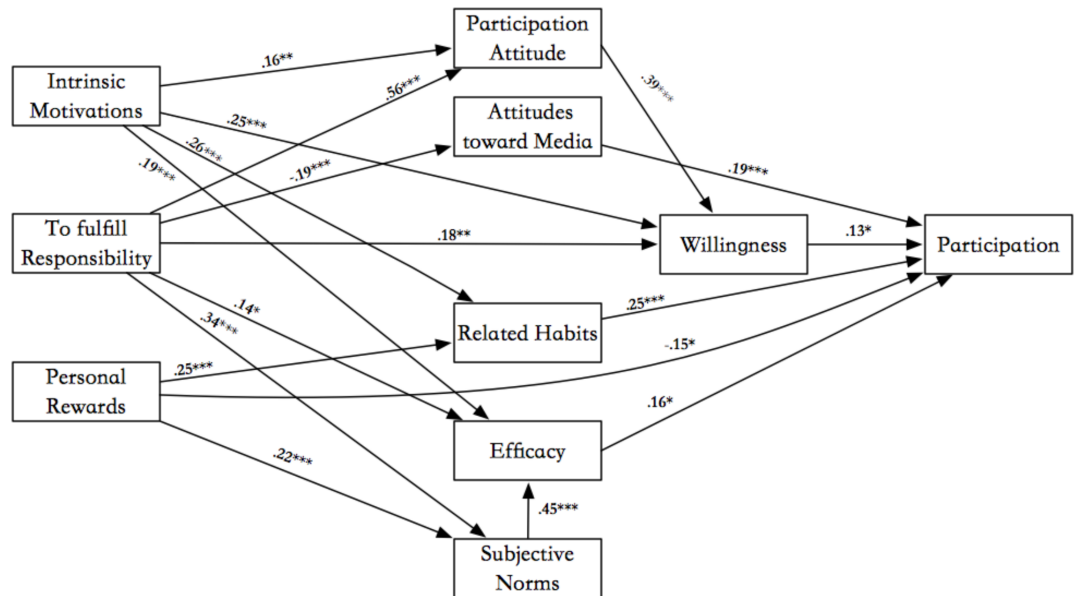 Participation
Attitude
.16**
Intrinsic
Motivations
.56***
.39***
Attitudes
toward Media
.25***
.26***
.19***
-.19***
.19***
To fulfill
Responsibility
.18**
Willingness
.13*
Participation
.14*
.34***
Related Habits
.25***
-.15*
Personal
Rewards
.25***
.16*
Efficacy
.22***
.45***
Subjective
Norms